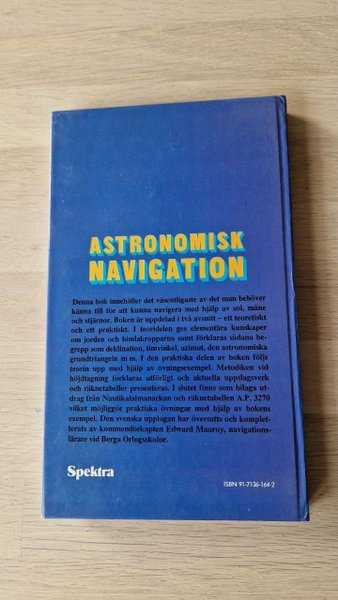 ASTRONOMISK
NAVIGATION
Denna bok innehåller det väsentligaste av det man behöver
känna till för att kunna navigera med hjälp av sol, måne
och stjärnor. Boken är uppdelad i två avsnitt – ett teoretiskt
och ett praktiskt. I teoridelen ges elementära kunskaper
om jorden och himlakropparna samt förklaras sådana be-
grepp som deklination, timvinkel, azimut, den astronomiska
grundtriangeln m m. I den praktiska delen av boken följs
teorin upp med hjälp av övningsexempel. Metodiken vid
höjdtagning förklaras utförligt och aktuella uppslagsverk
och räknetabeller presenteras. I slutet finns som bilaga ut-
drag från Nautikalalmanackan och räknetabellen A.P. 3270
vilket möjliggör praktiska övningar med hjälp av bokens
exempel. Den svenska upplagan har översatts och komplet-
terats av kommendörkapten Edward Mauroy, navigations-
lärare vid Berga Örlogsskolor.
Spektra
ISBN 91-7136-164-2